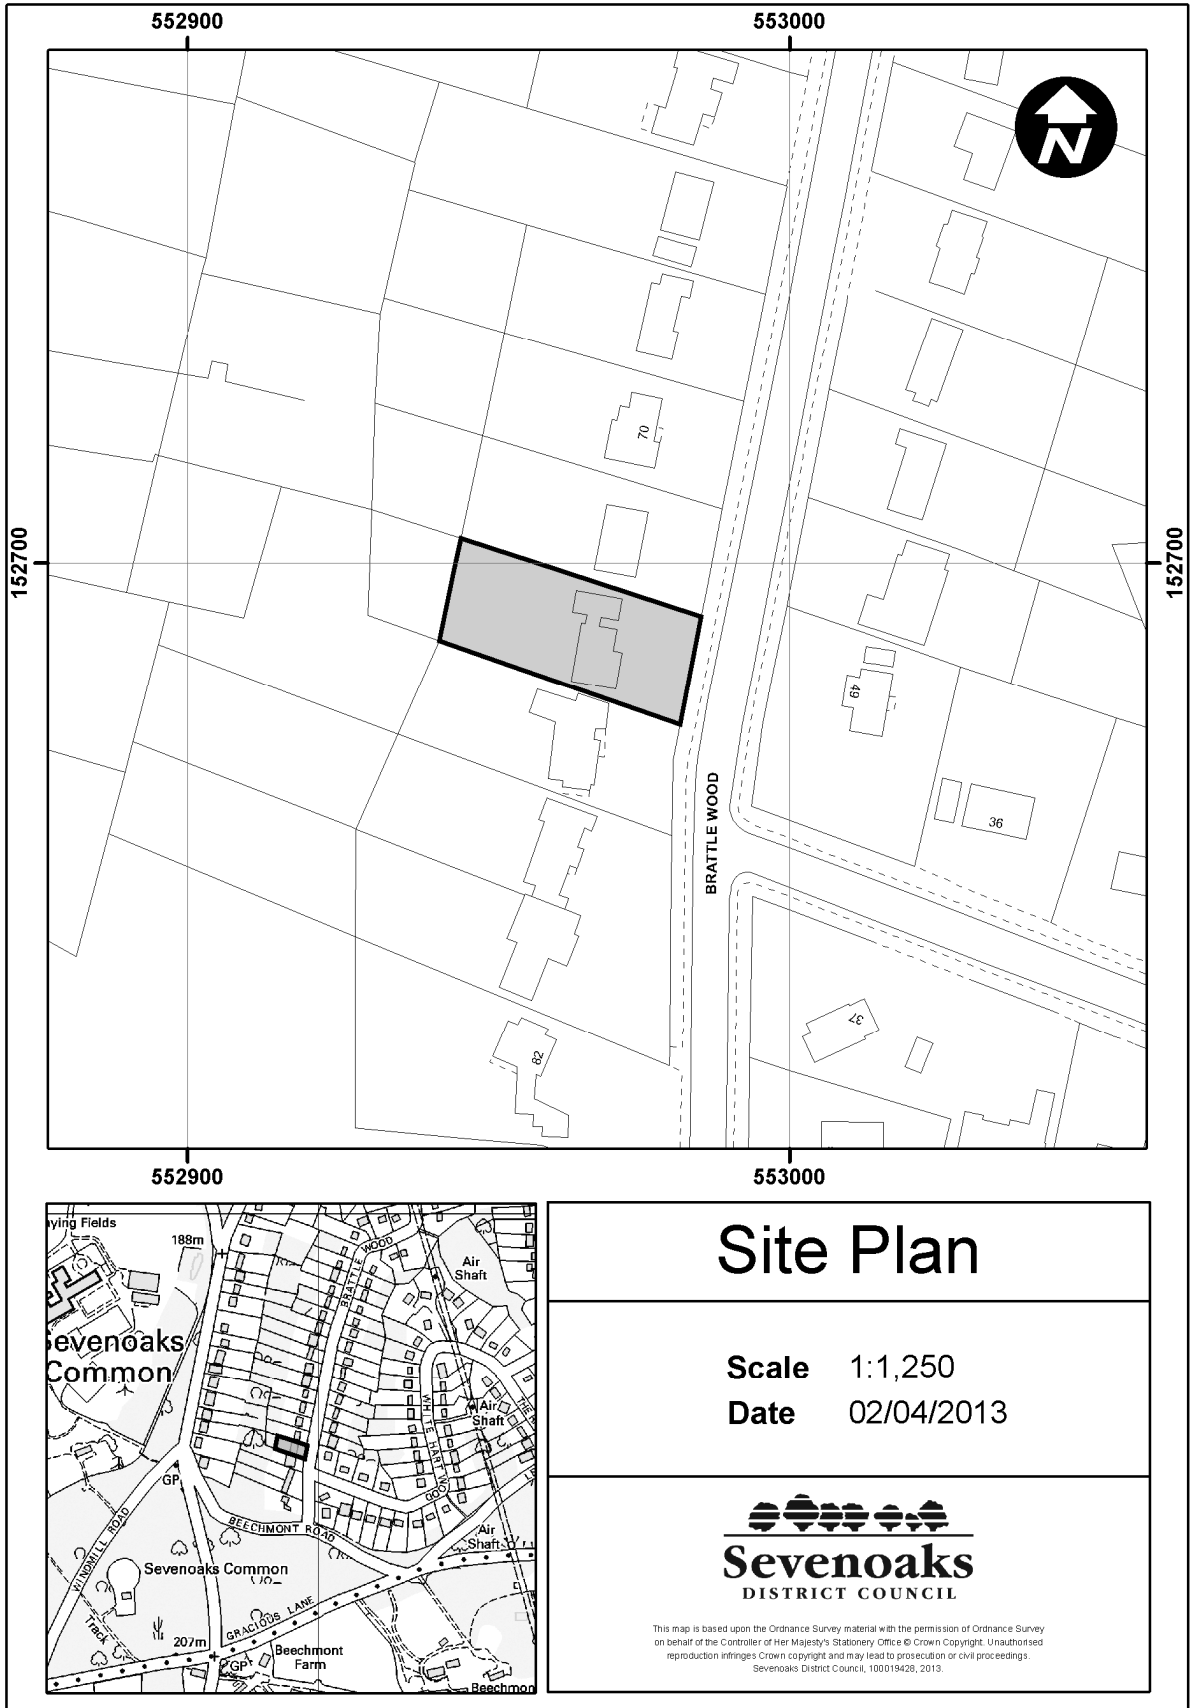 552900
553000
N
70
152700
152700
49
BRATTLE WOOD
36
37
82
552900
553000
aying Fields
188m
BRATTLE WOOD
Air
Shaft
Sevenoaks
Common
Air
Shaft
WHITE HART WOOD
GP
WINDMILL ROAD
BEECHMONT ROAD
Air
Shaft
Sevenoaks Common
Track
GRACIOUS LANE
207m
GP
Beechmont
Farm
Beechmon
Site Plan
Scale 1:1,250
Date 02/04/2013
Sevenoaks
DISTRICT COUNCIL
This map is based upon the Ordnance Survey material with the permission of Ordnance Survey
on behalf of the Controller of Her Majesty's Stationery Office © Crown Copyright. Unauthorised
reproduction infringes Crown copyright and may lead to prosecution or civil proceedings.
Sevenoaks District Council, 100019428, 2013.